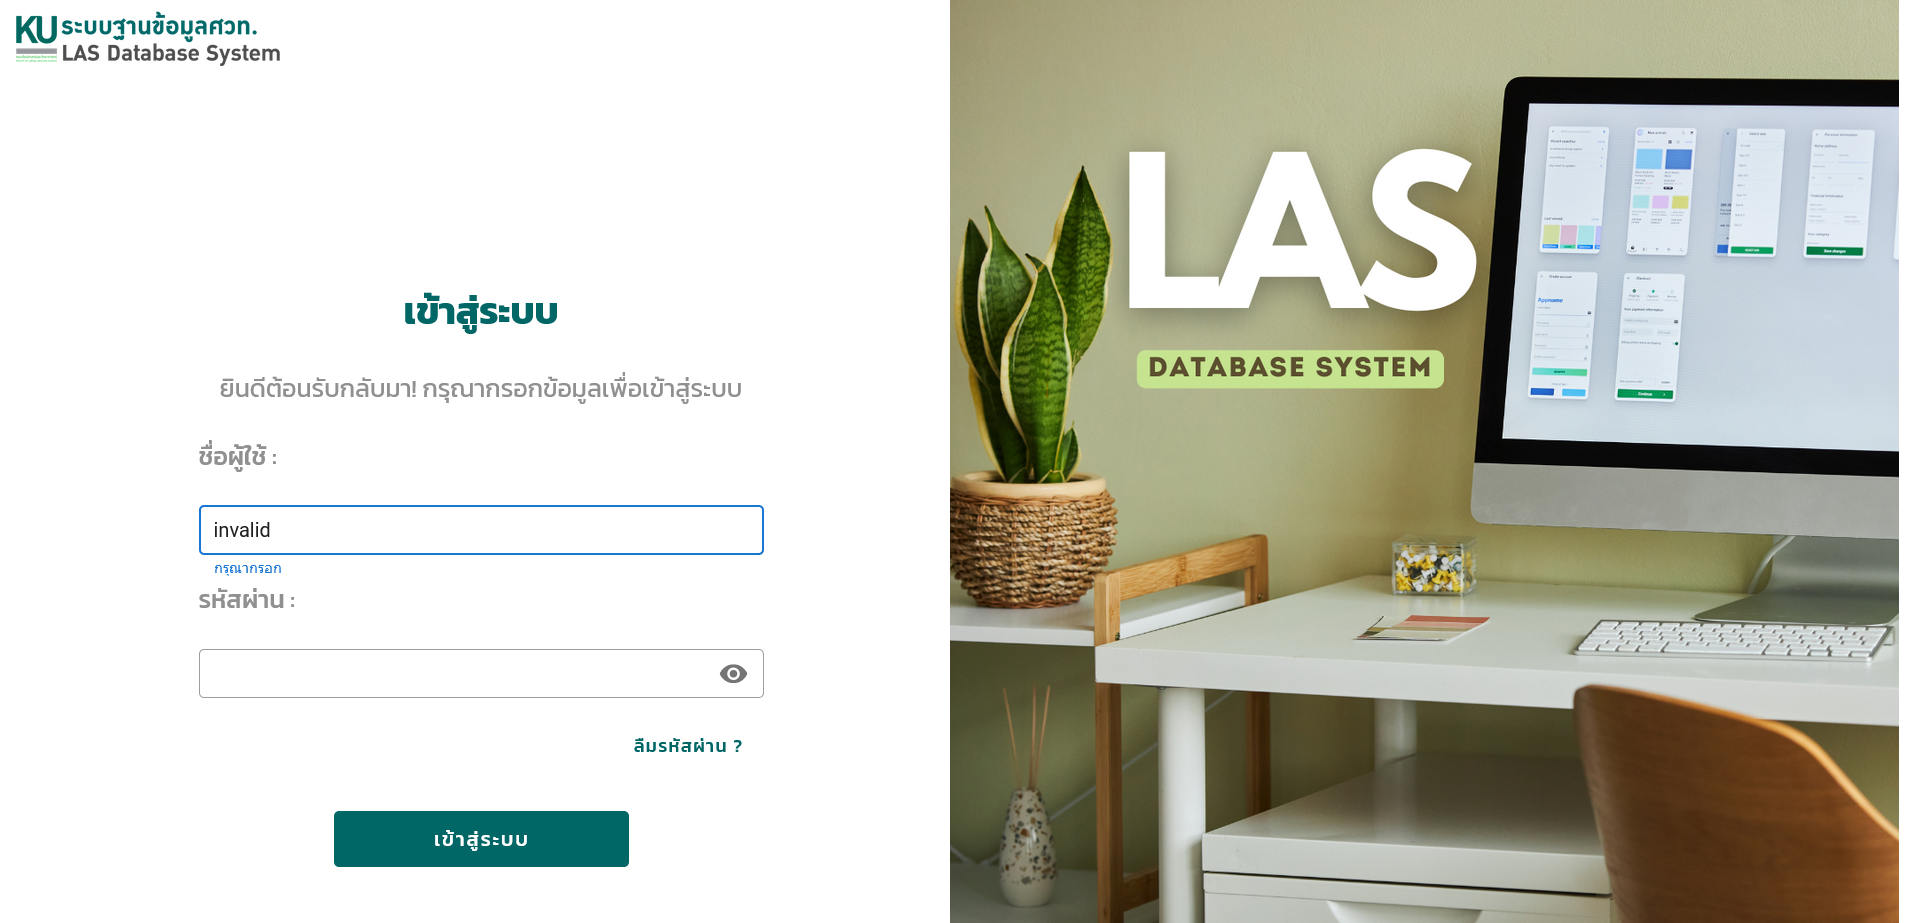 KU ระบบฐานข้อมูลศวท.
LAS Database System
เข้าสู่ระบบ
ยินดีต้อนรับกลับมา! กรุณากรอกข้อมูลเพื่อเข้าสู่ระบบ
ชื่อผู้ใช้ :
invalid
กรุณากรอก
รหัสผ่าน :
ลืมรหัสผ่าน ?
เข้าสู่ระบบ
LAS
DATABASE SYSTEM
Appname